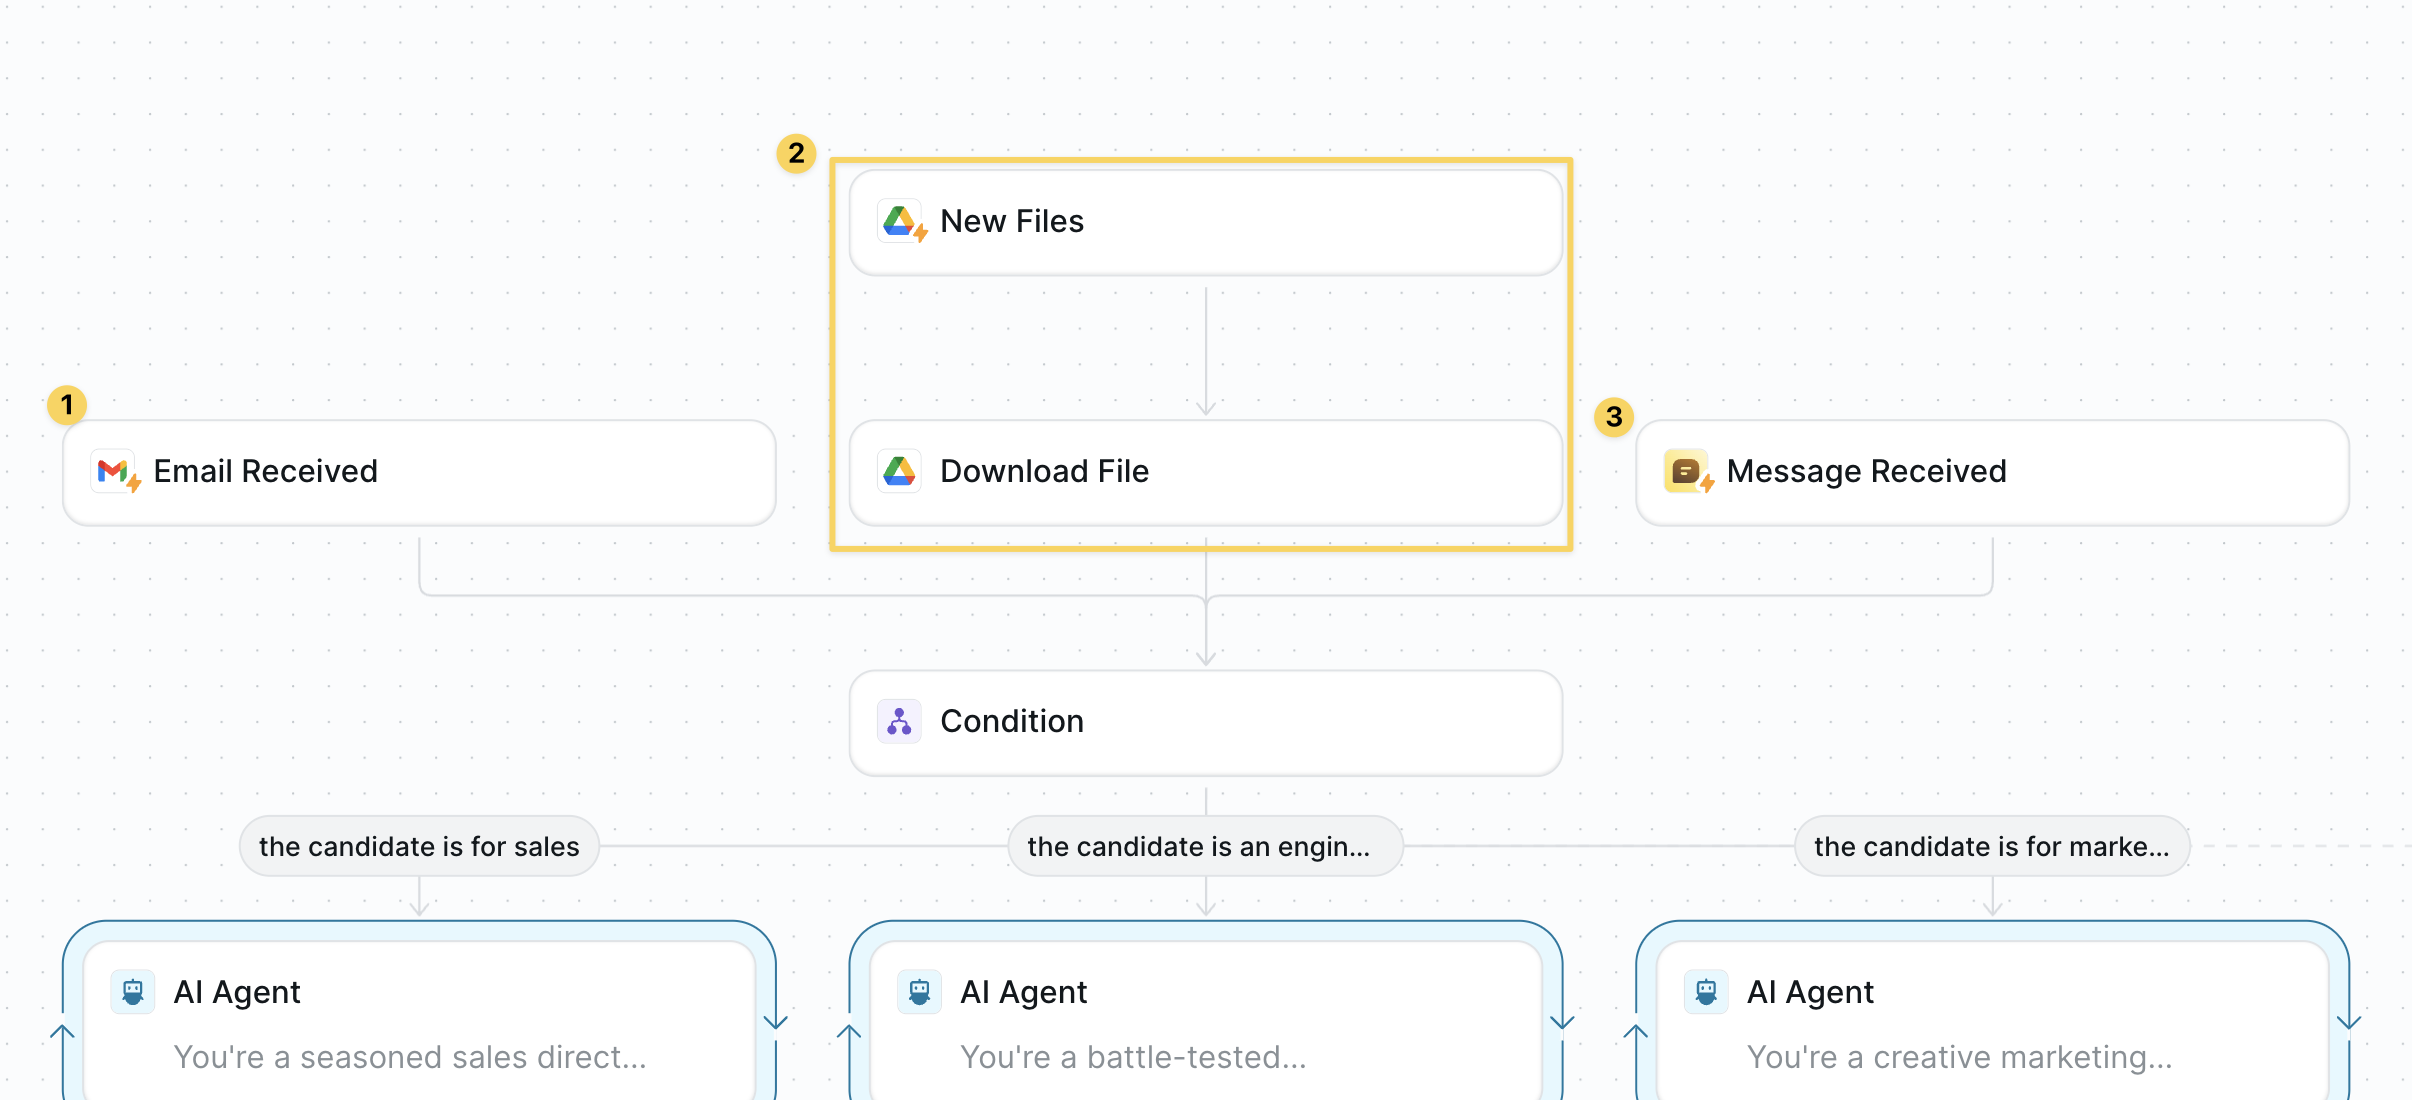 2
New Files
1
3
Email Received
Download File
Message Received
Condition
the candidate is for sales
the candidate is an engin...
the candidate is for marke...
AI Agent
You're a seasoned sales direct...
AI Agent
You're a battle-tested...
AI Agent
You're a creative marketing...